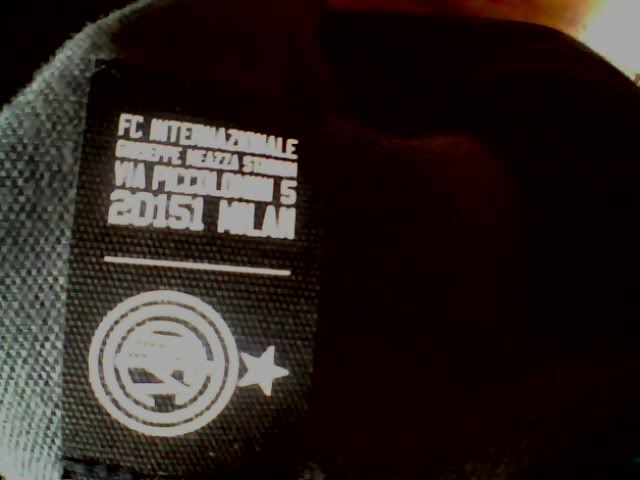 FC INTERNAZIONALE
GIUSEPPE MEAZZA STADIUM
VIA PICCOLOMINI 5
20151 MILAN